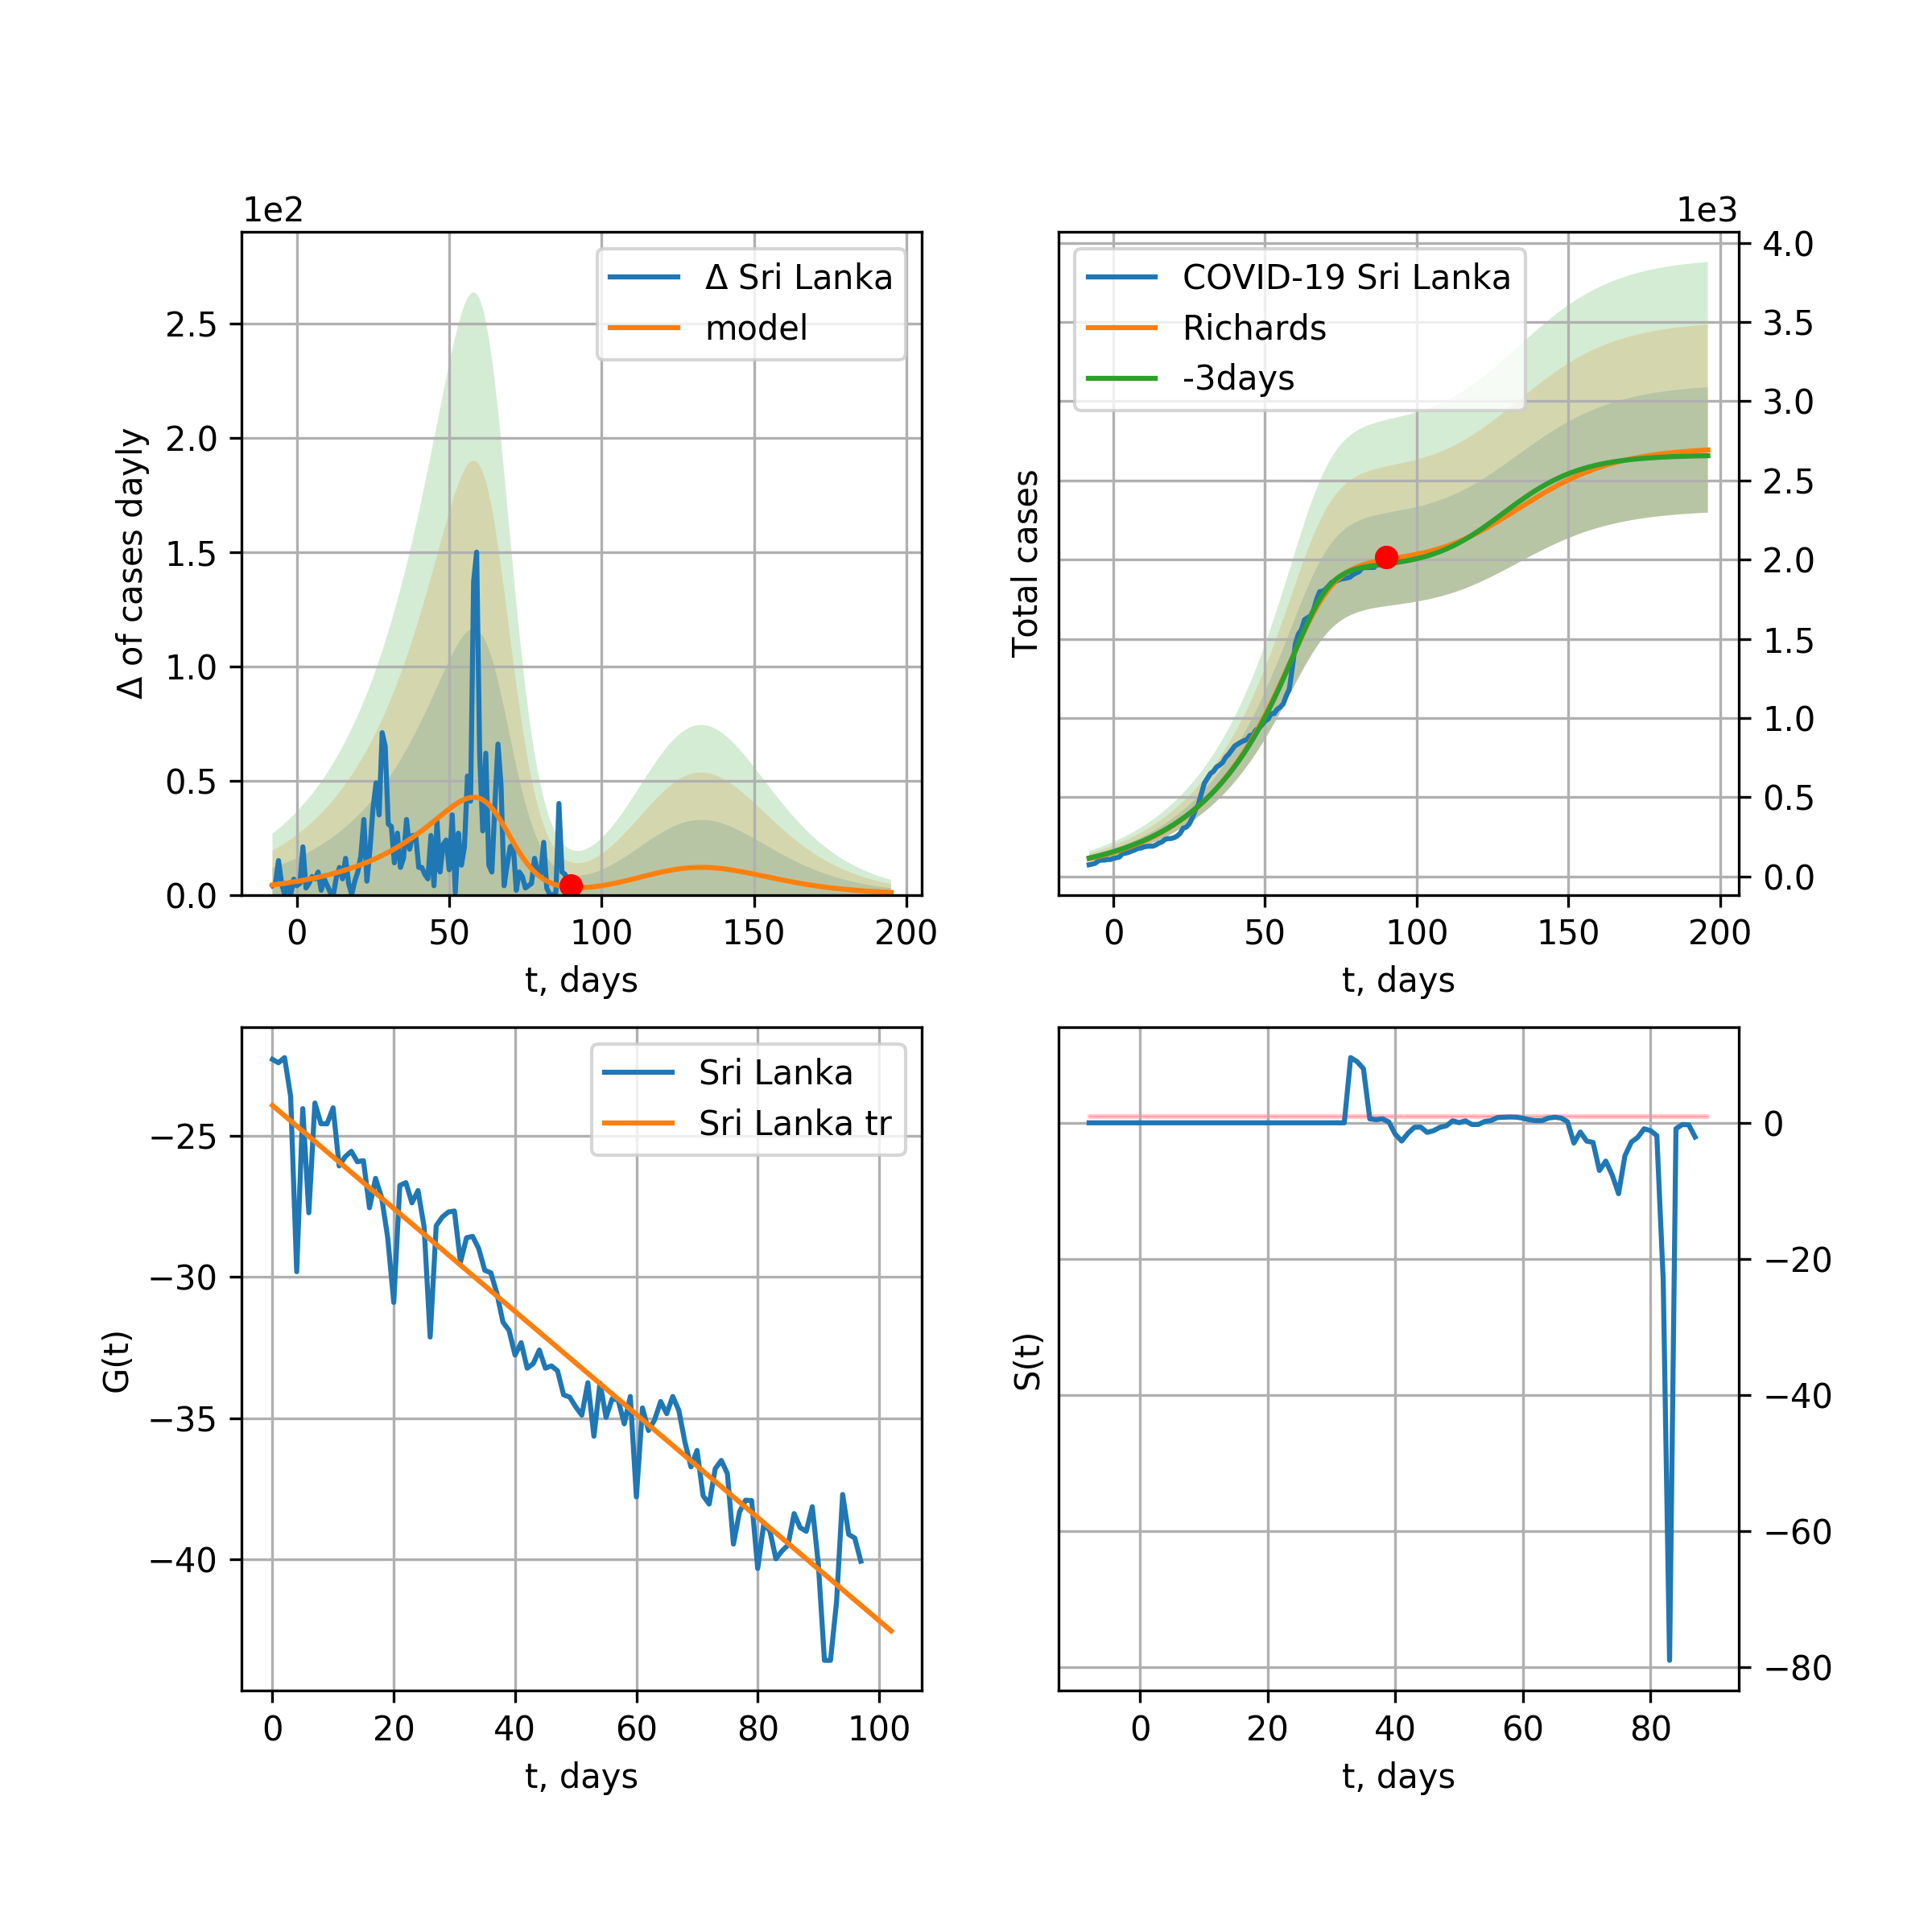 1e2
Δ of cases dayly
2.5
2.0
1.5
1.0
0.5
0.0
Δ Sri Lanka
model
0 50 100 150 200
t, days
1e3
Total cases
COVID-19 Sri Lanka
Richards
-3days
4.0
3.5
3.0
2.5
2.0
1.5
1.0
0.5
0.0
0 50 100 150 200
t, days
G(t)
−25
−30
−35
−40
Sri Lanka
Sri Lanka tr
0 20 40 60 80 100
t, days
S(t)
0
−20
−40
−60
−80
0 20 40 60 80
t, days